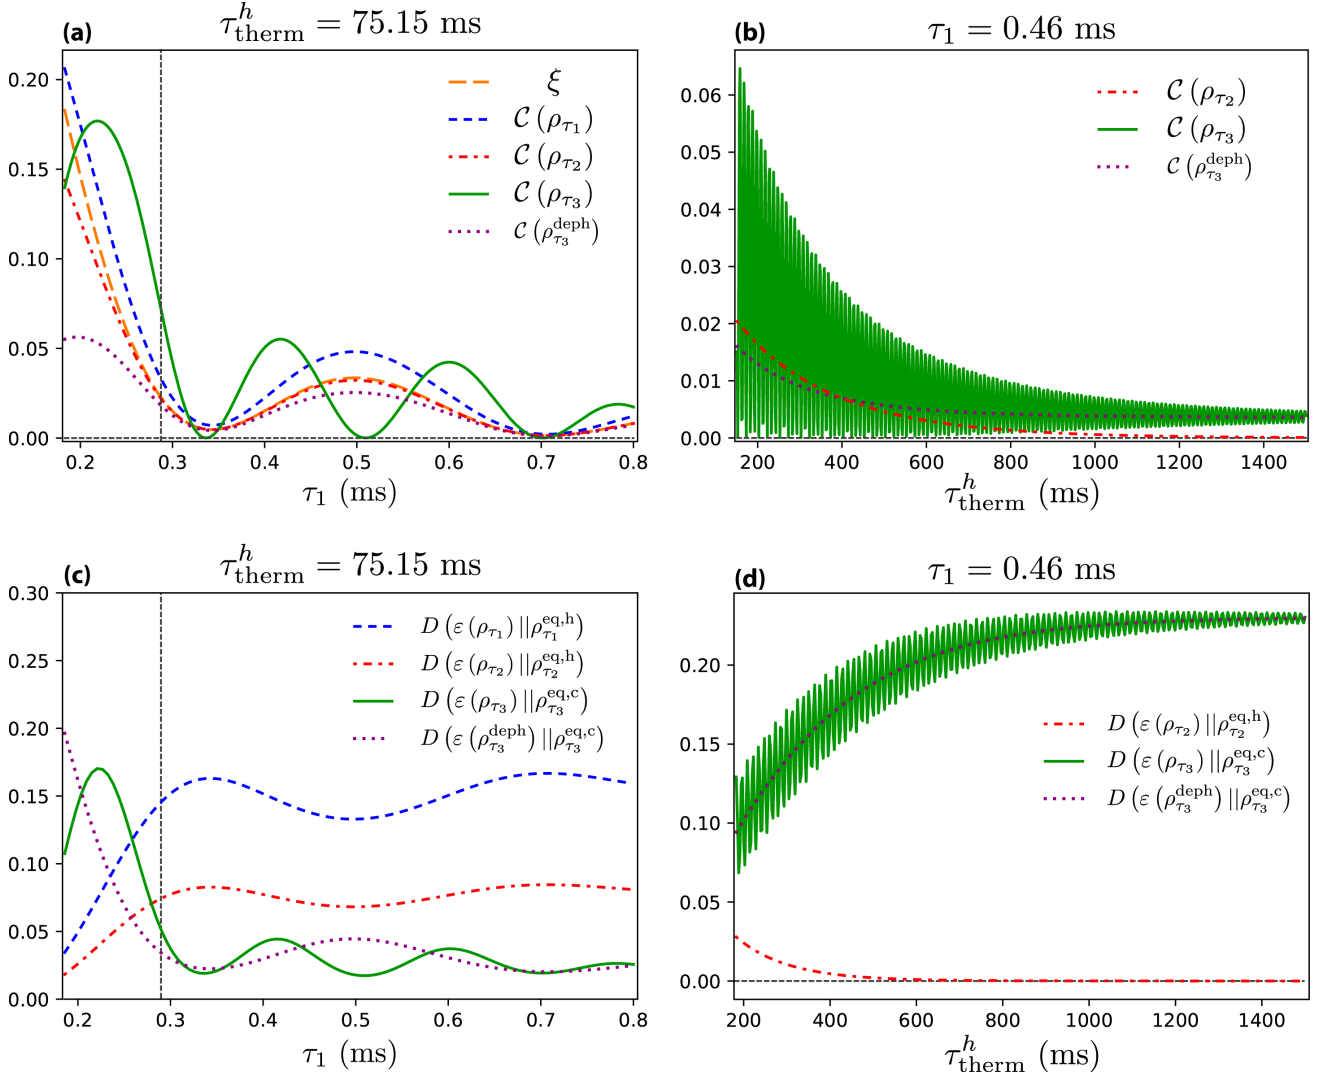 (a) τ^h_therm = 75.15 ms
ξ
C (ρ_τ1)
C (ρ_τ2)
C (ρ_τ3)
C (ρ^deph_τ3)
0.20
0.15
0.10
0.05
0.00
0.2 0.3 0.4 0.5 0.6 0.7 0.8
τ1 (ms)
(b) τ1 = 0.46 ms
C (ρ_τ2)
C (ρ_τ3)
C (ρ^deph_τ3)
0.06
0.05
0.04
0.03
0.02
0.01
0.00
200 400 600 800 1000 1200 1400
τ^h_therm (ms)
(c) τ^h_therm = 75.15 ms
D (ε (ρ_τ1) ||ρ^eq,h_τ1)
D (ε (ρ_τ2) ||ρ^eq,h_τ2)
D (ε (ρ_τ3) ||ρ^eq,c_τ3)
D (ε (ρ^deph_τ3) ||ρ^eq,c_τ3)
0.30
0.25
0.20
0.15
0.10
0.05
0.00
0.2 0.3 0.4 0.5 0.6 0.7 0.8
τ1 (ms)
(d) τ1 = 0.46 ms
D (ε (ρ_τ2) ||ρ^eq,h_τ2)
D (ε (ρ_τ3) ||ρ^eq,c_τ3)
D (ε (ρ^deph_τ3) ||ρ^eq,c_τ3)
0.20
0.15
0.10
0.05
0.00
200 400 600 800 1000 1200 1400
τ^h_therm (ms)